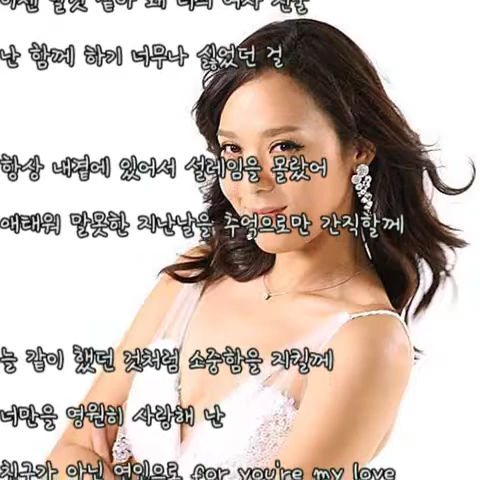 난 함께 하기 너무나 싫었던 걸
항상 내곁에 있어서 설레임을 몰랐어
애태워 말못한 지난날을 추억으로만 간직할께
늘 같이 했던 것처럼 소중함을 지킬께
너만을 영원히 사랑해 난
친구가 아닌 연인으로 for you're my love